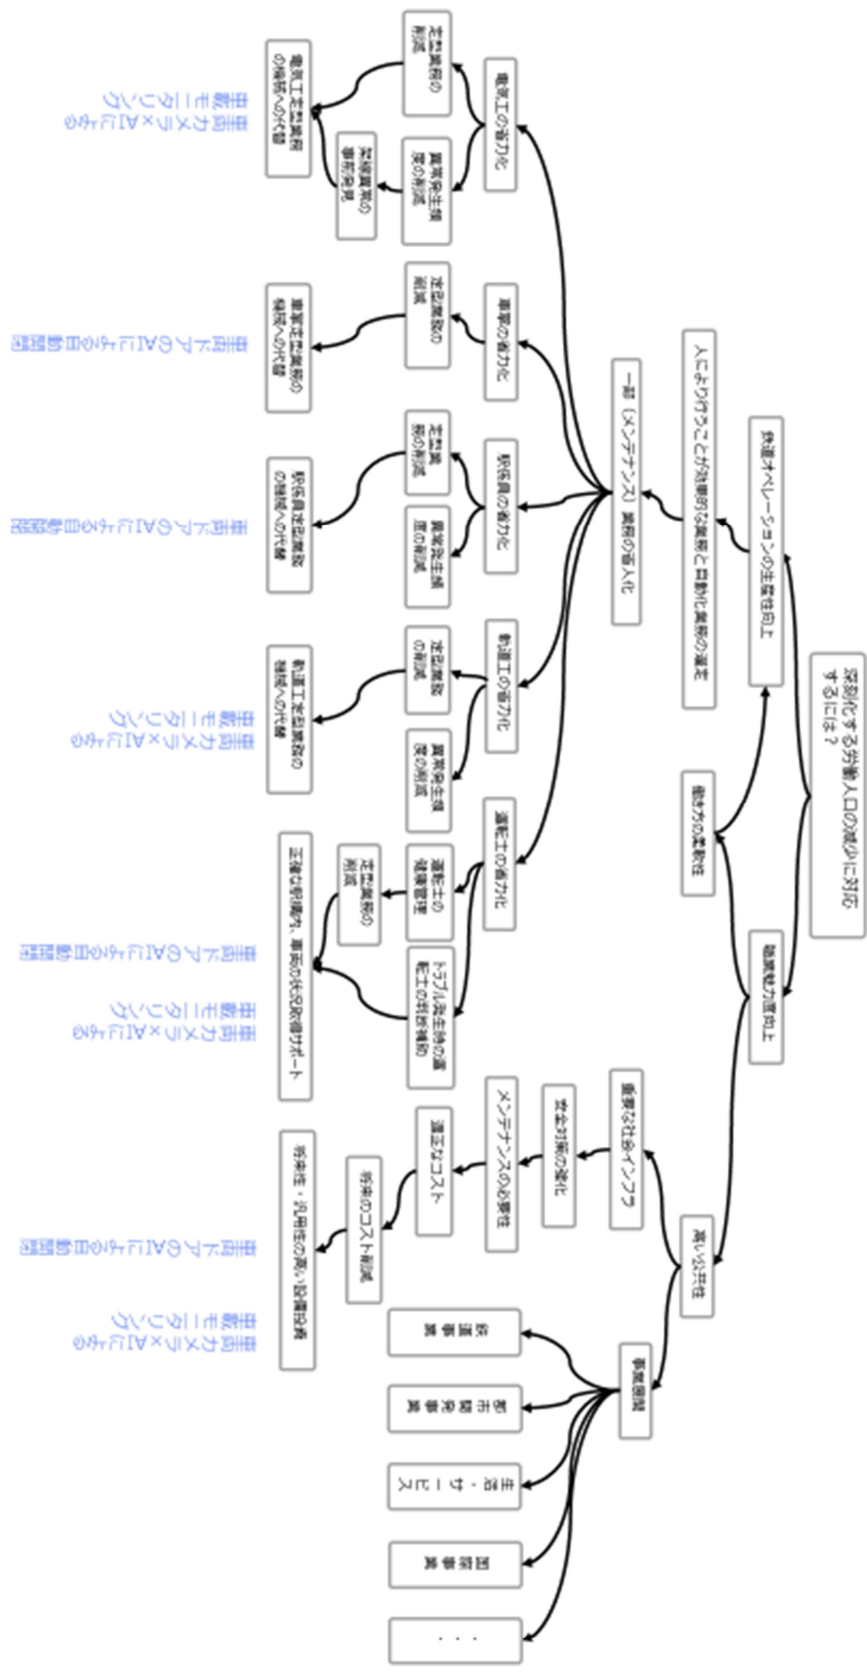 深刻化する労働人口の減少に対応
するには？
鉄道オペレーションの生産性向上
職業魅力度向上
人により行うことが効果的な業務と自動化業務の選定
働き方の柔軟性
高い公共性
一部（メンテナンス）業務の省人化
重要な社会インフラ
事業展開
電気工の省力化
車掌の省力化
駅係員の省力化
軌道工の省力化
運転士の省力化
安全対策の強化
メンテナンスの必要性
適正なコスト
将来のコスト削減
将来性・汎用性の高い設備投資
定型業務の
削減
異常発生頻
度の削減
架線異常の
事前発見
電気工定型業務
の機械への代替
定型業務の
削減
車掌定型業務の
機械への代替
定型業
務の削減
異常発生頻
度の削減
駅係員定型業務
の機械への代替
定型業務
の削減
異常発生頻
度の削減
軌道工定型業務の
機械への代替
運転士の
健康管理
定型業務の
削減
トラブル発生時の運
転士の判断補助
正確な駅構内、車両の状況取得サポート
鉄道事業
都市開発事業
生活・サービス
国際事業
・・・
車両カメラ×AIによる
車載モニタリング
車両ドアのAIによる自動開閉
車両ドアのAIによる自動開閉
車両カメラ×AIによる
車載モニタリング
車両ドアのAIによる自動開閉
車両カメラ×AIによる
車載モニタリング
車両ドアのAIによる自動開閉
車両カメラ×AIによる
車載モニタリング